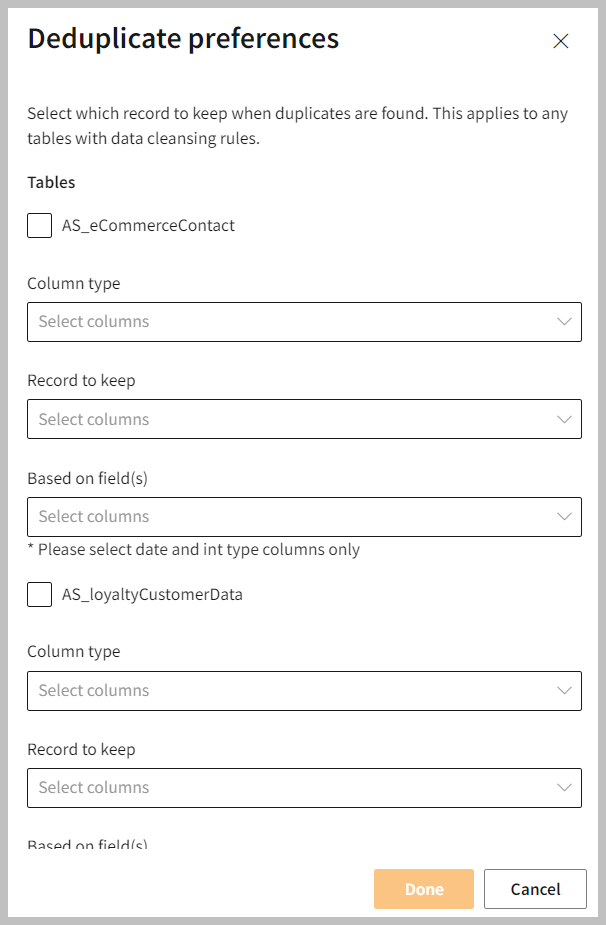 Deduplicate preferences
Select which record to keep when duplicates are found. This applies to any
tables with data cleansing rules.
Tables
AS_eCommerceContact
Column type
Select columns
Record to keep
Select columns
Based on field(s)
Select columns
* Please select date and int type columns only
AS_loyaltyCustomerData
Column type
Select columns
Record to keep
Select columns
Based on field(s)
Done
Cancel